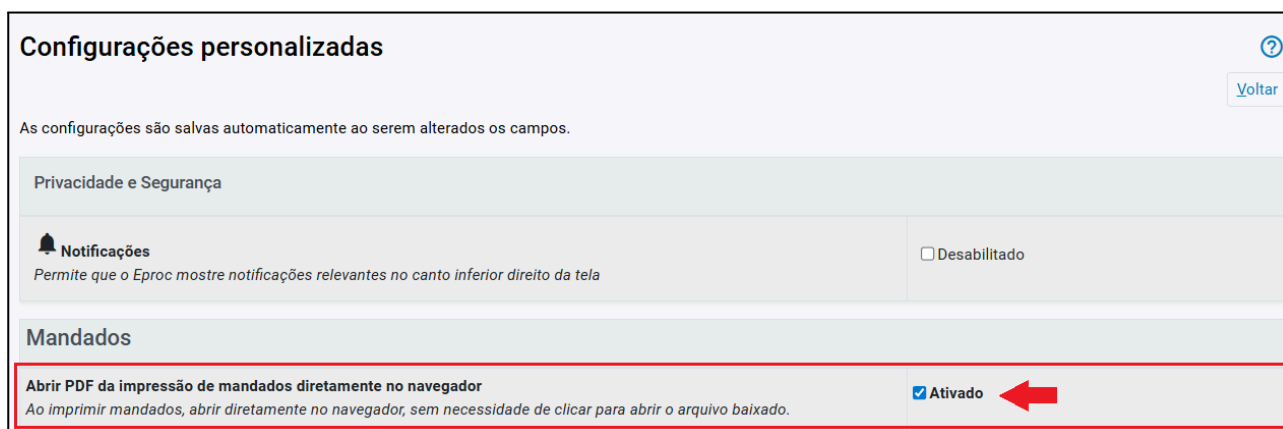 Configurações personalizadas
Voltar
As configurações são salvas automaticamente ao serem alterados os campos.
Privacidade e Segurança
Notificações
Permite que o Eproc mostre notificações relevantes no canto inferior direito da tela
Desabilitado
Mandados
Abrir PDF da impressão de mandados diretamente no navegador
Ao imprimir mandados, abrir diretamente no navegador, sem necessidade de clicar para abrir o arquivo baixado.
Ativado